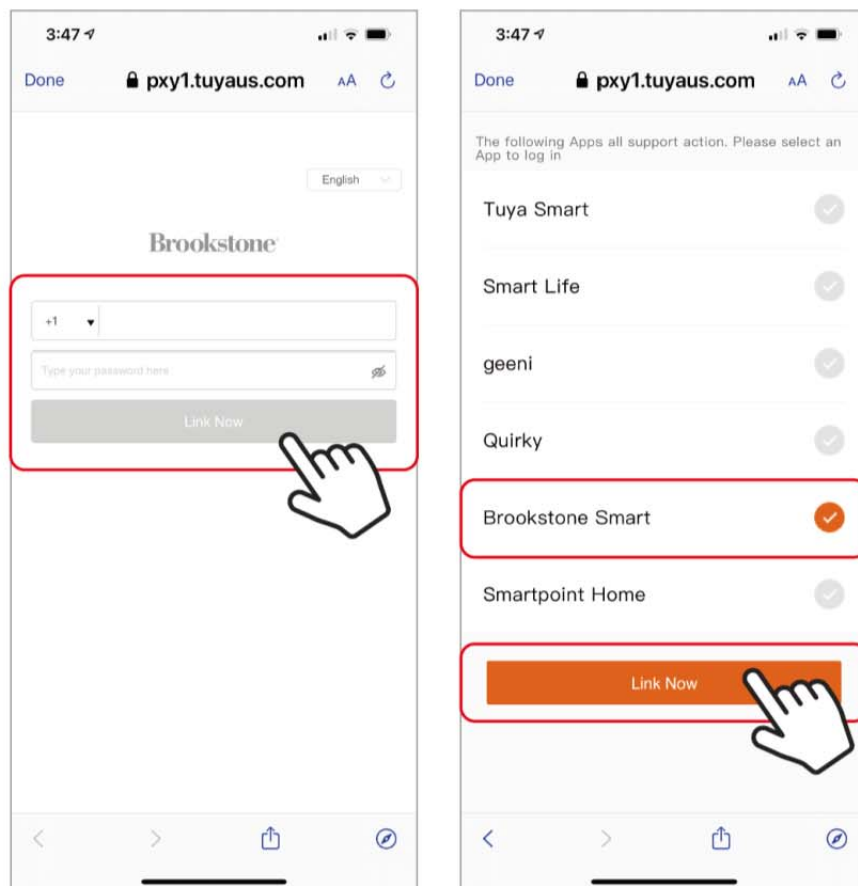 3:47
Done
pxy1.tuyaus.com
AA
English
Brookstone
+1
Type your password here
Link Now
3:47
Done
pxy1.tuyaus.com
AA
The following Apps all support action. Please select an
App to log in
Tuya Smart
Smart Life
geeni
Quirky
Brookstone Smart
Smartpoint Home
Link Now